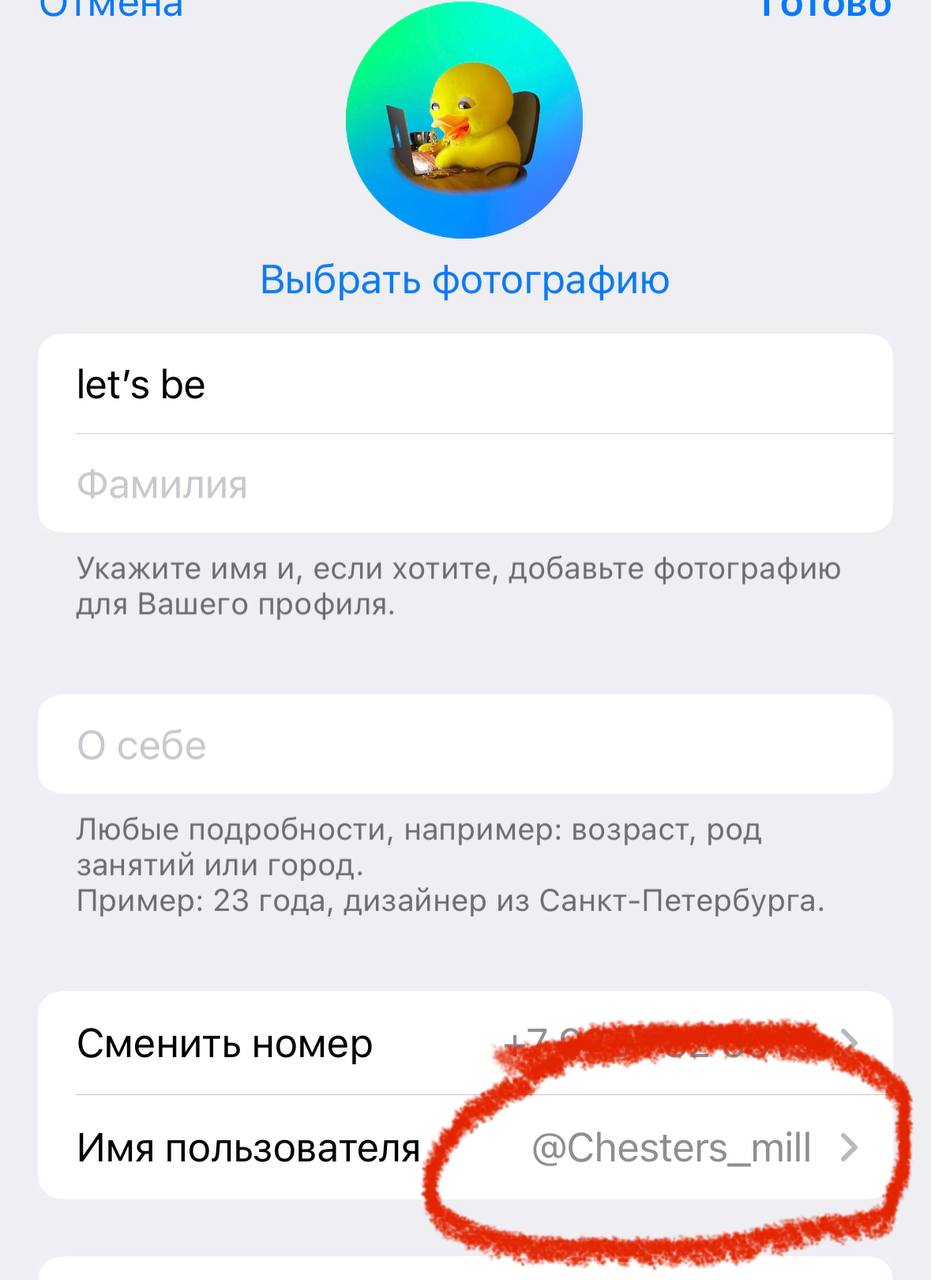 Отмена
Готово
Выбрать фотографию
let’s be
Фамилия
Укажите имя и, если хотите, добавьте фотографию
для Вашего профиля.
О себе
Любые подробности, например: возраст, род
занятий или город.
Пример: 23 года, дизайнер из Санкт-Петербурга.
Сменить номер
+7
Имя пользователя
@Chesters_mill